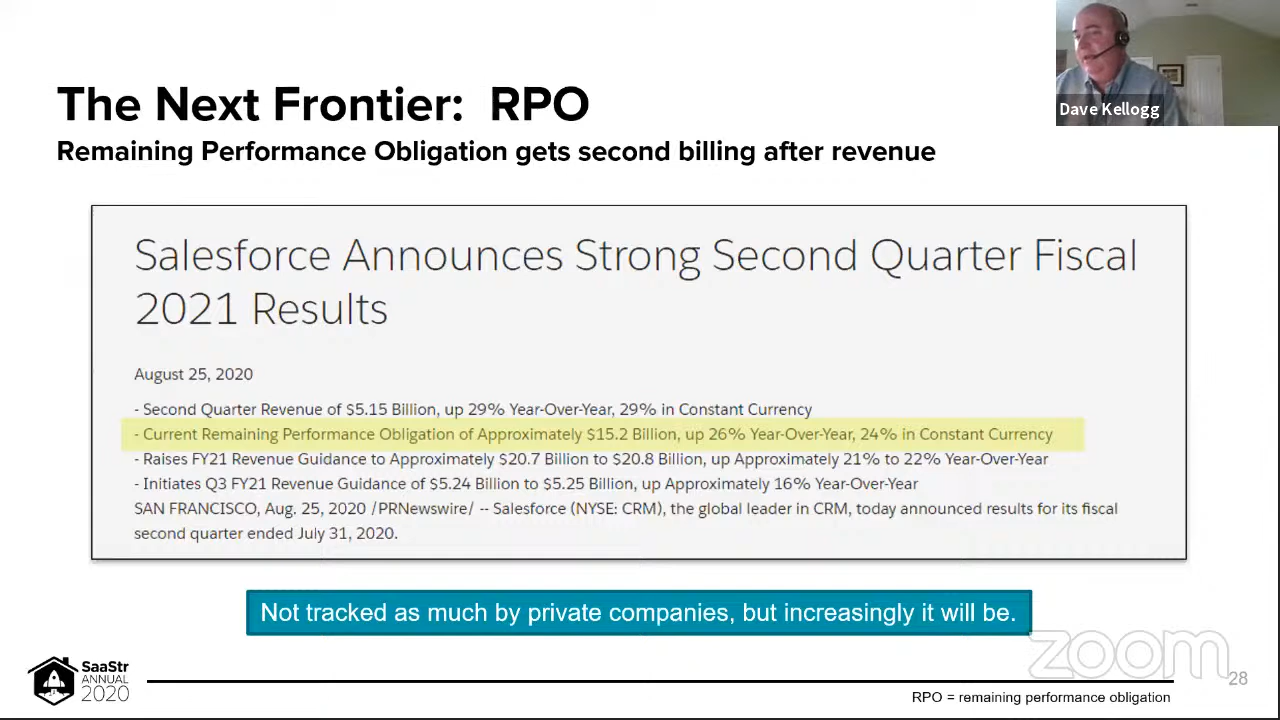 Dave Kellogg
The Next Frontier: RPO
Remaining Performance Obligation gets second billing after revenue
Salesforce Announces Strong Second Quarter Fiscal
2021 Results
August 25, 2020
- Second Quarter Revenue of $5.15 Billion, up 29% Year-Over-Year, 29% in Constant Currency
- Current Remaining Performance Obligation of Approximately $15.2 Billion, up 26% Year-Over-Year, 24% in Constant Currency
- Raises FY21 Revenue Guidance to Approximately $20.7 Billion to $20.8 Billion, up Approximately 21% to 22% Year-Over-Year
- Initiates Q3 FY21 Revenue Guidance of $5.24 Billion to $5.25 Billion, up Approximately 16% Year-Over-Year
SAN FRANCISCO, Aug. 25, 2020 /PRNewswire/ -- Salesforce (NYSE: CRM), the global leader in CRM, today announced results for its fiscal
second quarter ended July 31, 2020.
Not tracked as much by private companies, but increasingly it will be.
zoom
SaaStr
ANNUAL
2020
28
RPO = remaining performance obligation